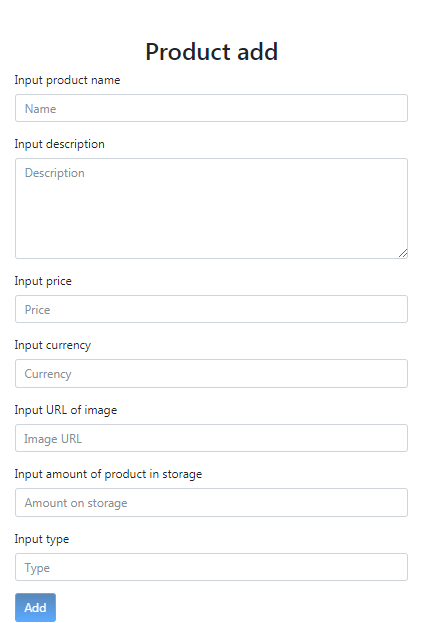 Product add
Input product name
Name
Input description
Description
Input price
Price
Input currency
Currency
Input URL of image
Image URL
Input amount of product in storage
Amount on storage
Input type
Type
Add